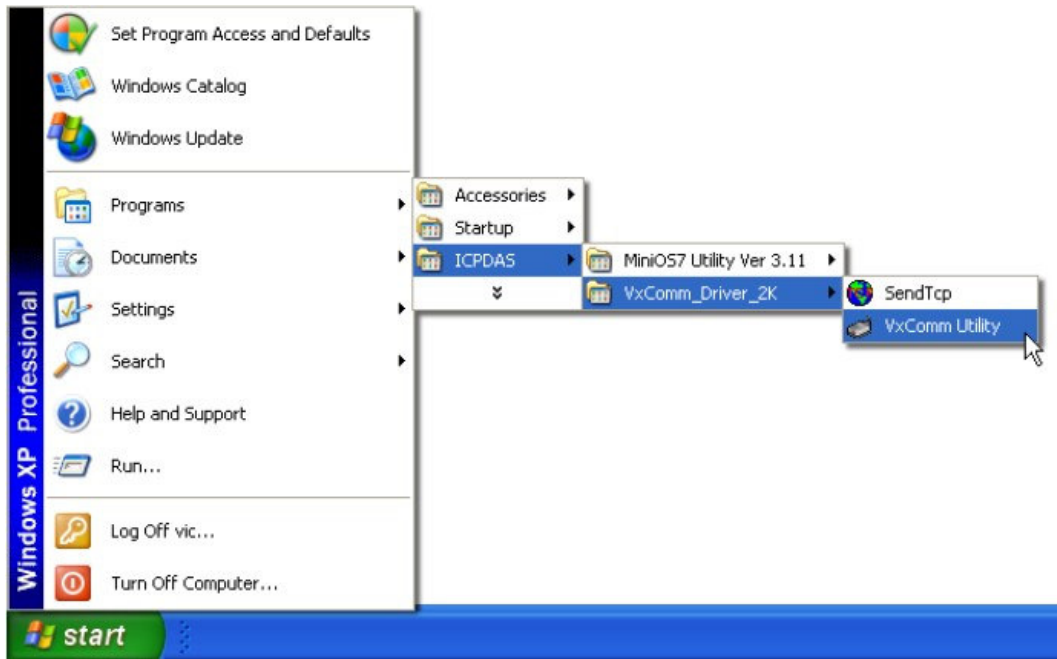 Set Program Access and Defaults
Windows Catalog
Windows Update
Programs
Documents
Settings
Search
Help and Support
Run...
Log Off vic...
Turn Off Computer...
Windows XP Professional
start
Accessories
Startup
ICPDAS
MiniOS7 Utility Ver 3.11
VxComm_Driver_2K
SendTcp
VxComm Utility